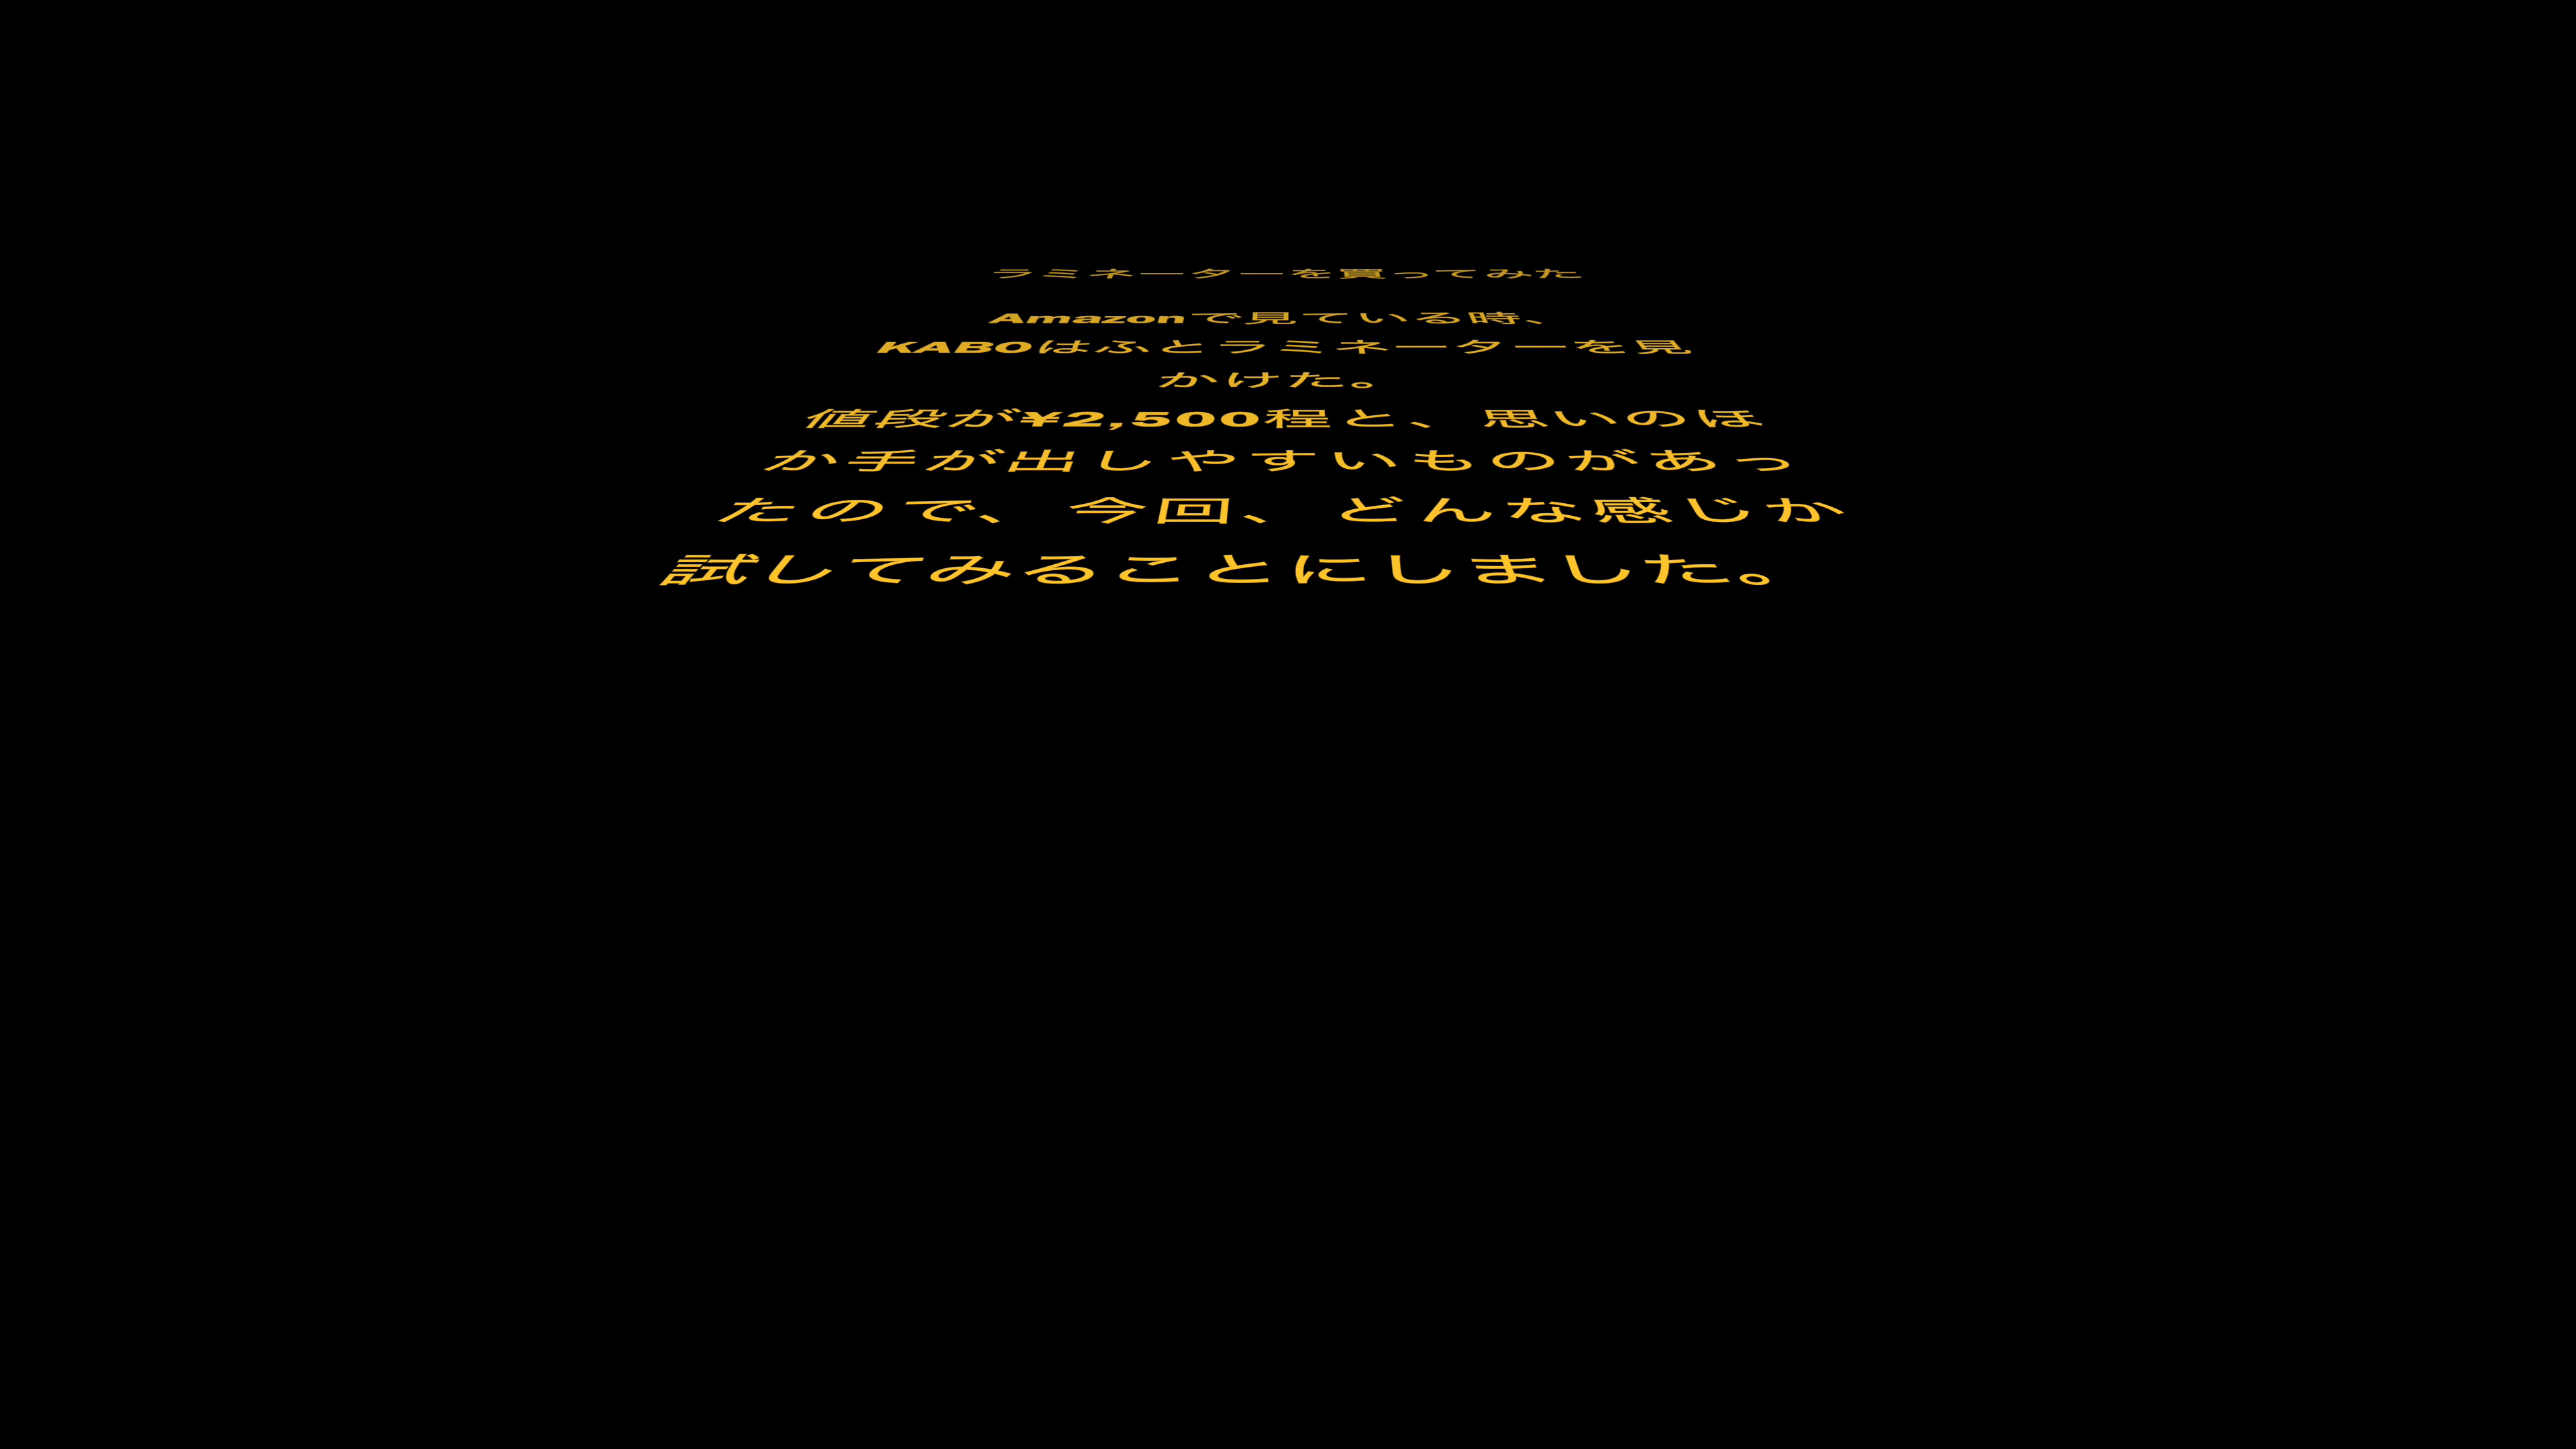 ラミネーターを買ってみた
Amazonで見ている時、
KABOはふとラミネーターを見
かけた。
値段が¥2,500程と、思いのほ
か手が出しやすいものがあっ
たので、今回、どんな感じか
試してみることにしました。